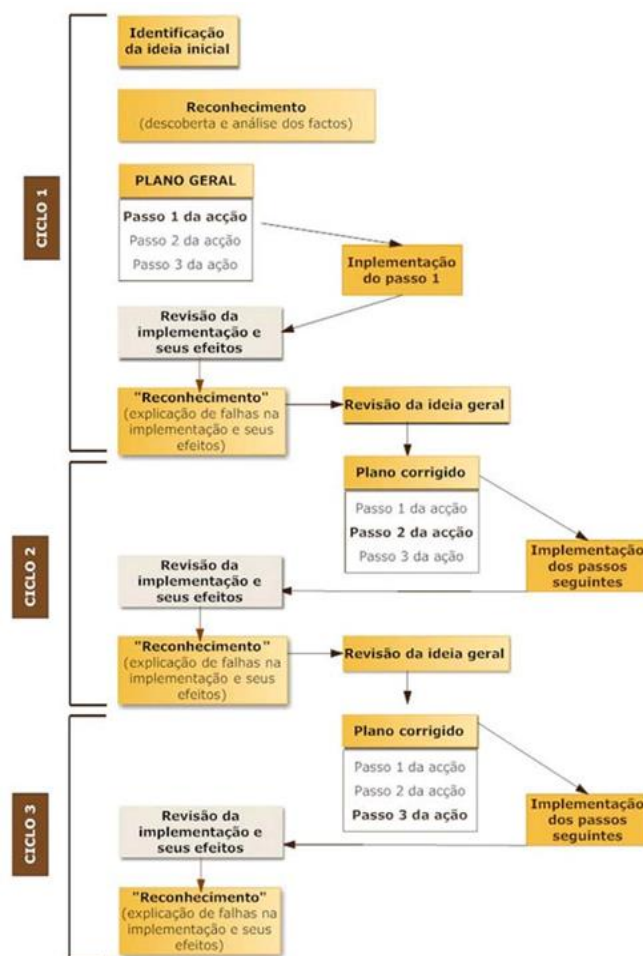 Identificação
da ideia inicial
Reconhecimento
(descoberta e análise dos factos)
CICLO 1
PLANO GERAL
Passo 1 da acção
Passo 2 da acção
Passo 3 da ação
Inplementação
do passo 1
Revisão da
implementação e
seus efeitos
"Reconhecimento"
(explicação de falhas na
implementação e seus
efeitos)
Revisão da ideia geral
CICLO 2
Plano corrigido
Passo 1 da acção
Passo 2 da acção
Passo 3 da ação
Implementação
dos passos
seguintes
Revisão da
implementação e
seus efeitos
"Reconhecimento"
(explicação de falhas na
implementação e seus
efeitos)
Revisão da ideia geral
CICLO 3
Plano corrigido
Passo 1 da acção
Passo 2 da acção
Passo 3 da ação
Implementação
dos passos
seguintes
Revisão da
implementação e
seus efeitos
"Reconhecimento"
(explicação de falhas na
implementação e seus
efeitos)